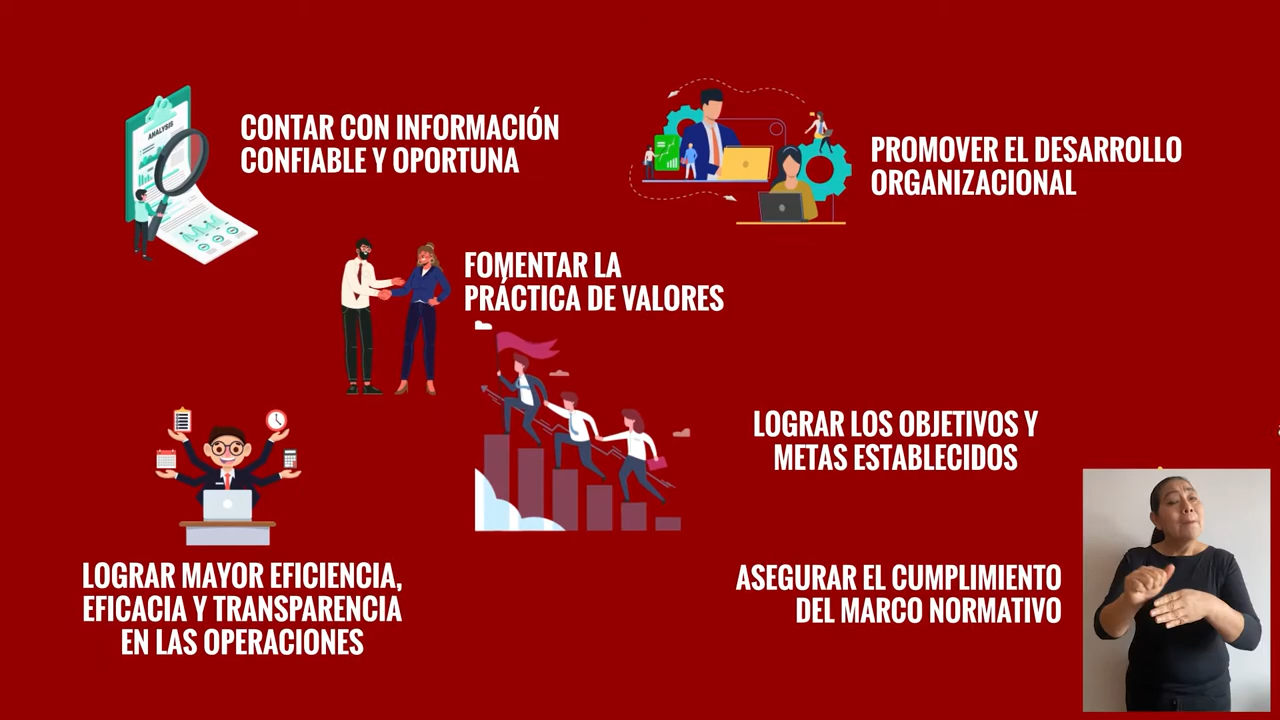 ANALYSIS
CONTAR CON INFORMACIÓN
CONFIABLE Y OPORTUNA
PROMOVER EL DESARROLLO
ORGANIZACIONAL
FOMENTAR LA
PRÁCTICA DE VALORES
LOGRAR LOS OBJETIVOS Y
METAS ESTABLECIDOS
LOGRAR MAYOR EFICIENCIA,
EFICACIA Y TRANSPARENCIA
EN LAS OPERACIONES
ASEGURAR EL CUMPLIMIENTO
DEL MARCO NORMATIVO